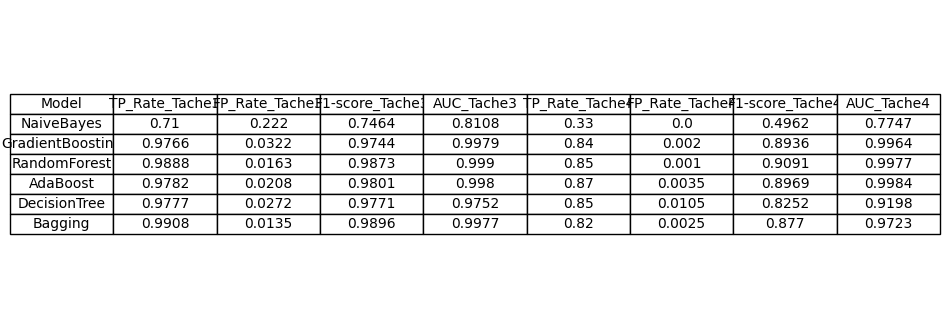 Model TP_Rate_Tache3 FP_Rate_Tache3 F1-score_Tache3 AUC_Tache3 TP_Rate_Tache4 FP_Rate_Tache4 F1-score_Tache4 AUC_Tache4
NaiveBayes 0.71 0.222 0.7464 0.8108 0.33 0.0 0.4962 0.7747
GradientBoosting 0.9766 0.0322 0.9744 0.9979 0.84 0.002 0.8936 0.9964
RandomForest 0.9888 0.0163 0.9873 0.999 0.85 0.001 0.9091 0.9977
AdaBoost 0.9782 0.0208 0.9801 0.998 0.87 0.0035 0.8969 0.9984
DecisionTree 0.9777 0.0272 0.9771 0.9752 0.85 0.0105 0.8252 0.9198
Bagging 0.9908 0.0135 0.9896 0.9977 0.82 0.0025 0.877 0.9723